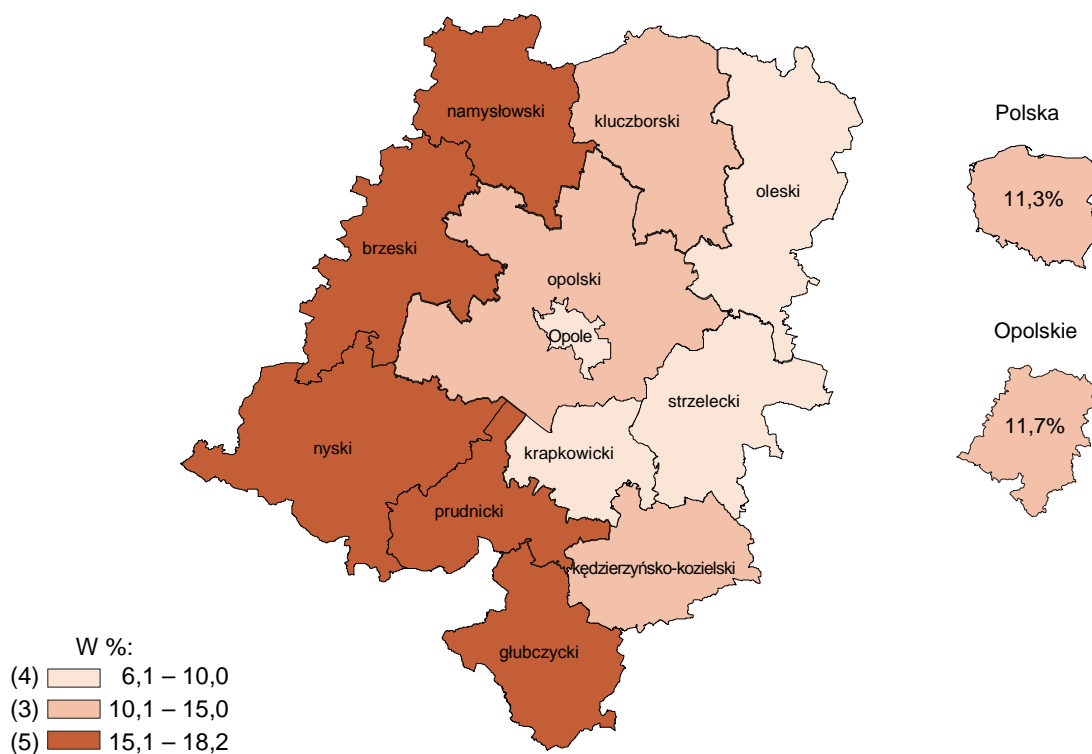 namysłowski
kluczborski
oleski
brzeski
opolski
Opole
strzelecki
nyski
krapkowicki
prudnicki
kędzierzyńsko-kozielski
głubczycki
Polska
11,3%
Opolskie
11,7%
W %:
(4) 6,1 – 10,0
(3) 10,1 – 15,0
(5) 15,1 – 18,2